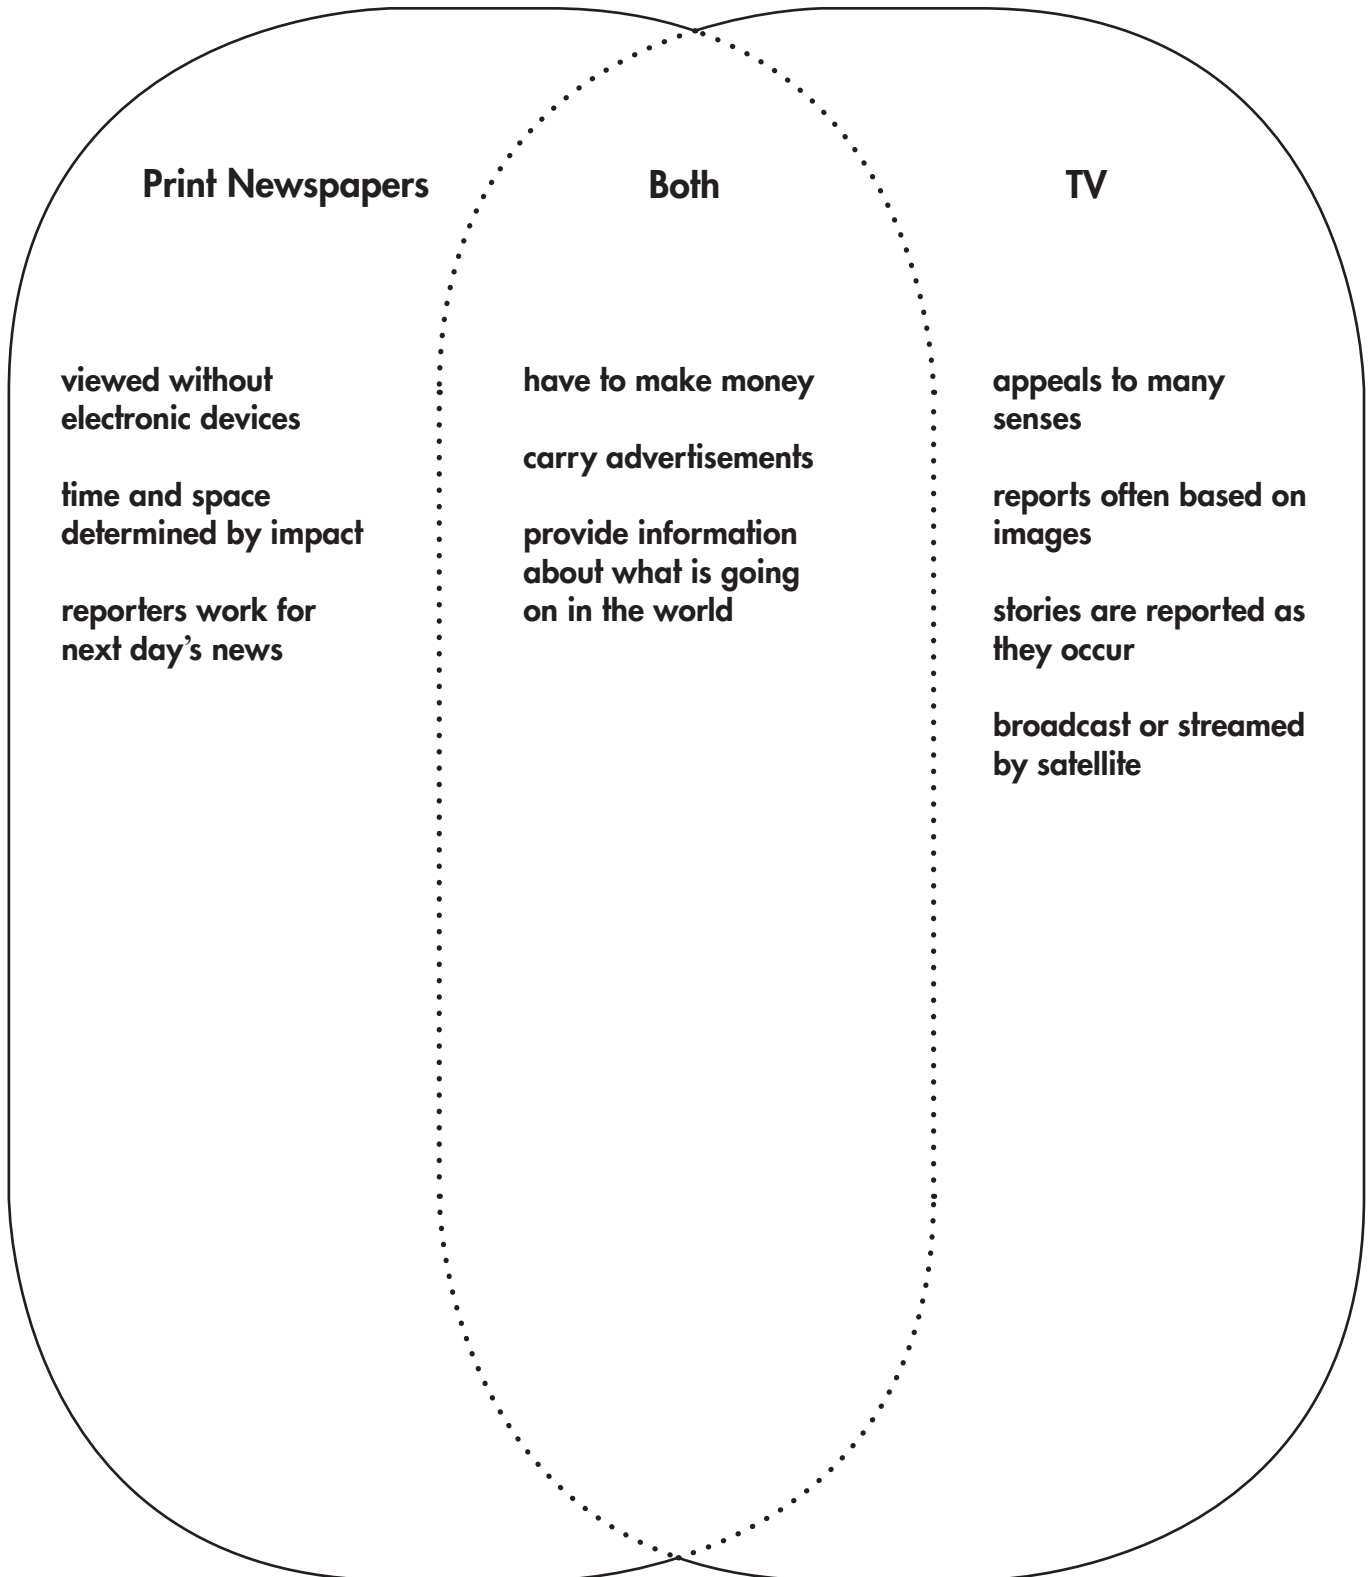 Print Newspapers
viewed without
electronic devices
time and space
determined by impact
reporters work for
next day’s news
Both
have to make money
carry advertisements
provide information
about what is going
on in the world
TV
appeals to many
senses
reports often based on
images
stories are reported as
they occur
broadcast or streamed
by satellite